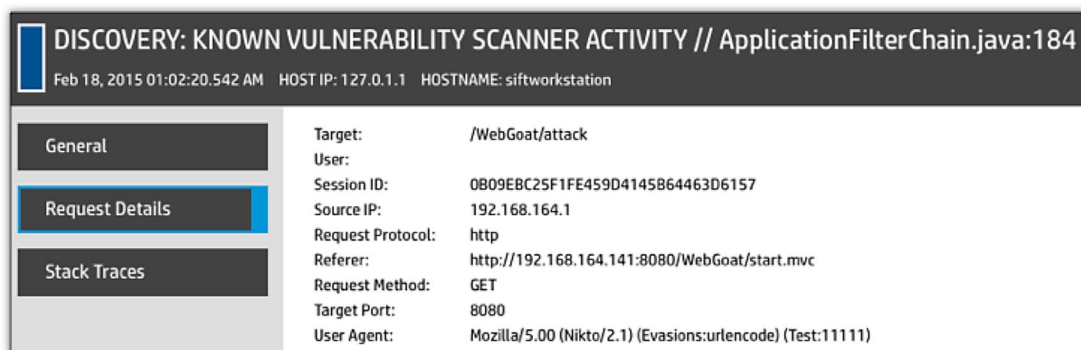 DISCOVERY: KNOWN VULNERABILITY SCANNER ACTIVITY // ApplicationFilterChain.java:184
Feb 18, 2015 01:02:20.542 AM HOST IP: 127.0.1.1 HOSTNAME: siftworkstation
General
Request Details
Stack Traces
Target: /WebGoat/attack
User:
Session ID: 0B09EBC25F1FE459D4145B64463D6157
Source IP: 192.168.164.1
Request Protocol: http
Referer: http://192.168.164.141:8080/WebGoat/start.mvc
Request Method: GET
Target Port: 8080
User Agent: Mozilla/5.00 (Nikto/2.1) (Evasions:urlencode) (Test:11111)